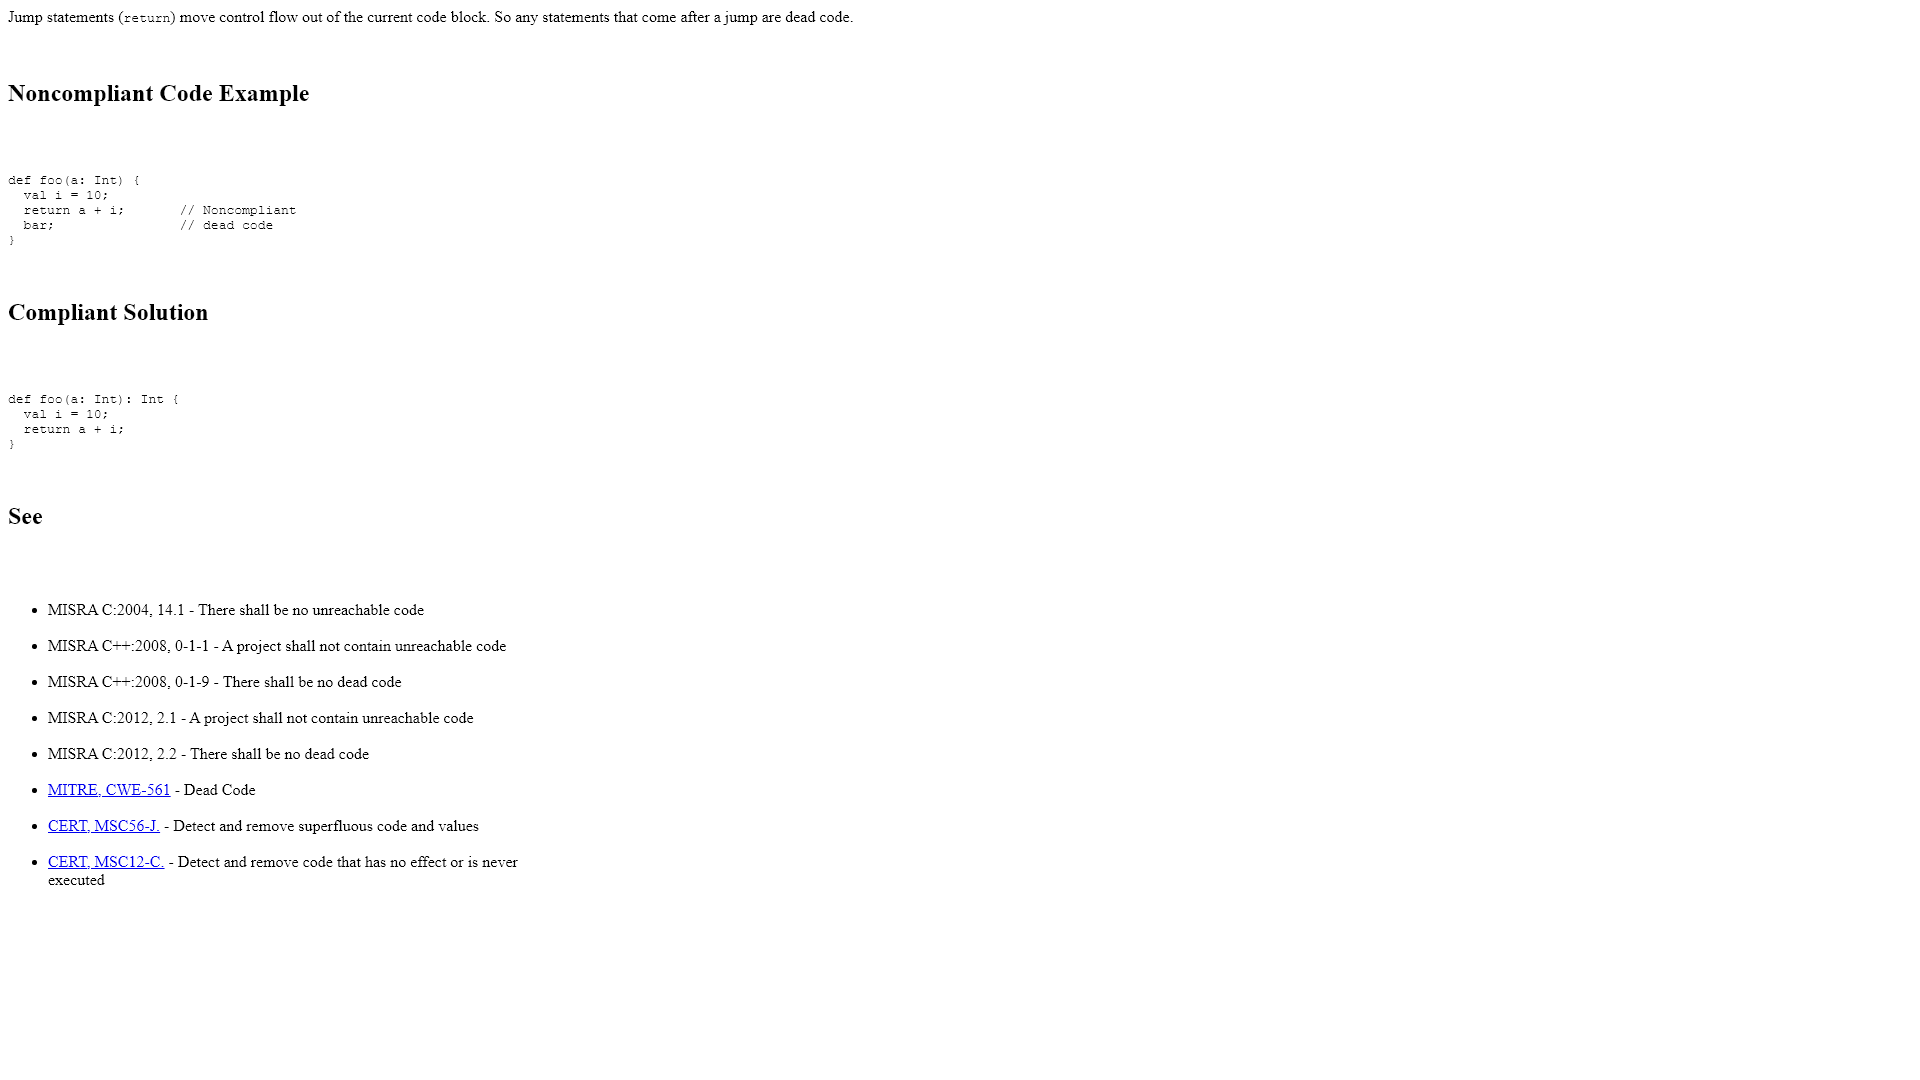 Jump statements (return) move control flow out of the current code block. So any statements that come after a jump are dead code.
Noncompliant Code Example
def foo(a: Int) {
  val i = 10;
  return a + i;       // Noncompliant
  bar;                // dead code
}
Compliant Solution
def foo(a: Int): Int {
  val i = 10;
  return a + i;
}
See
• MISRA C:2004, 14.1 - There shall be no unreachable code
• MISRA C++:2008, 0-1-1 - A project shall not contain unreachable code
• MISRA C++:2008, 0-1-9 - There shall be no dead code
• MISRA C:2012, 2.1 - A project shall not contain unreachable code
• MISRA C:2012, 2.2 - There shall be no dead code
• MITRE, CWE-561 - Dead Code
• CERT, MSC56-J. - Detect and remove superfluous code and values
• CERT, MSC12-C. - Detect and remove code that has no effect or is never
executed